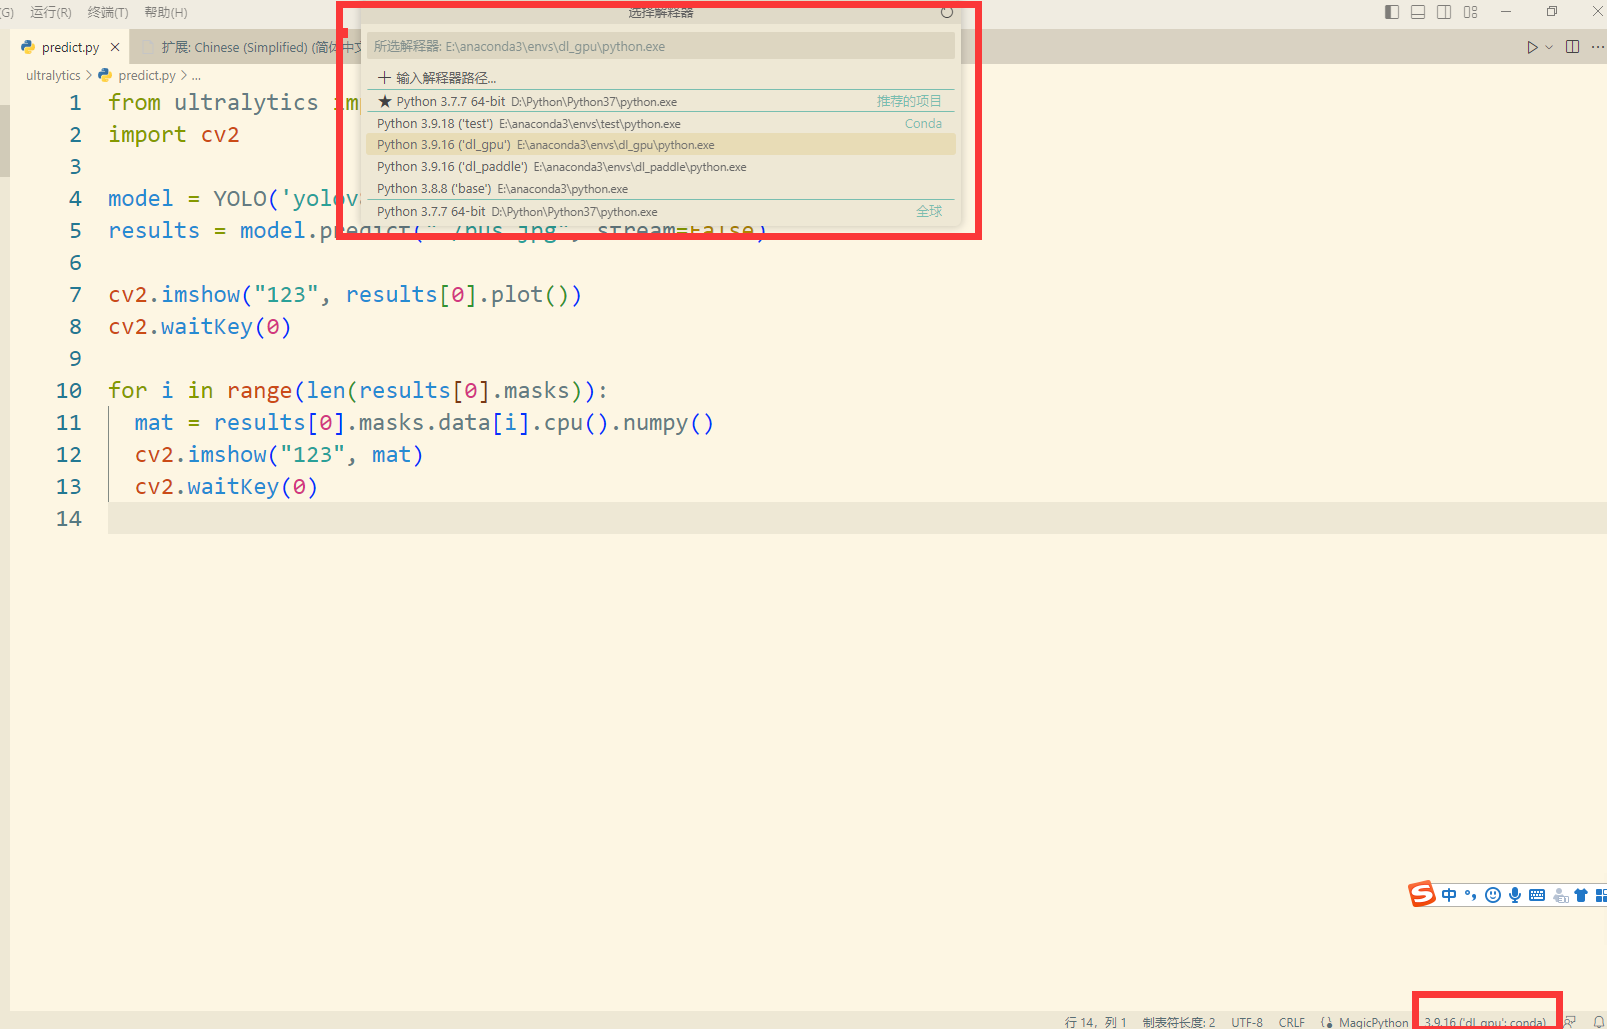 (G) 运行(R) 终端(T) 帮助(H)
选择解释器
predict.py
扩展: Chinese (Simplified) (简体中文
所选解释器: E:\anaconda3\envs\dl_gpu\python.exe
ultralytics > predict.py > ...
输入解释器路径...
★ Python 3.7.7 64-bit D:\Python\Python37\python.exe 推荐的项目
Python 3.9.18 ('test') E:\anaconda3\envs\test\python.exe Conda
Python 3.9.16 ('dl_gpu') E:\anaconda3\envs\dl_gpu\python.exe
Python 3.9.16 ('dl_paddle') E:\anaconda3\envs\dl_paddle\python.exe
Python 3.8.8 ('base') E:\anaconda3\python.exe
Python 3.7.7 64-bit D:\Python\Python37\python.exe 全球
1 from ultralytics imp
2 import cv2
3
4 model = YOLO('yolov
5 results = model.predict("./bus.jpg", stream=False)
6
7 cv2.imshow("123", results[0].plot())
8 cv2.waitKey(0)
9
10 for i in range(len(results[0].masks)):
11 mat = results[0].masks.data[i].cpu().numpy()
12 cv2.imshow("123", mat)
13 cv2.waitKey(0)
14
中
行 14, 列 1 制表符长度: 2 UTF-8 CRLF MagicPython 3.9.16 ('dl_gpu': conda)